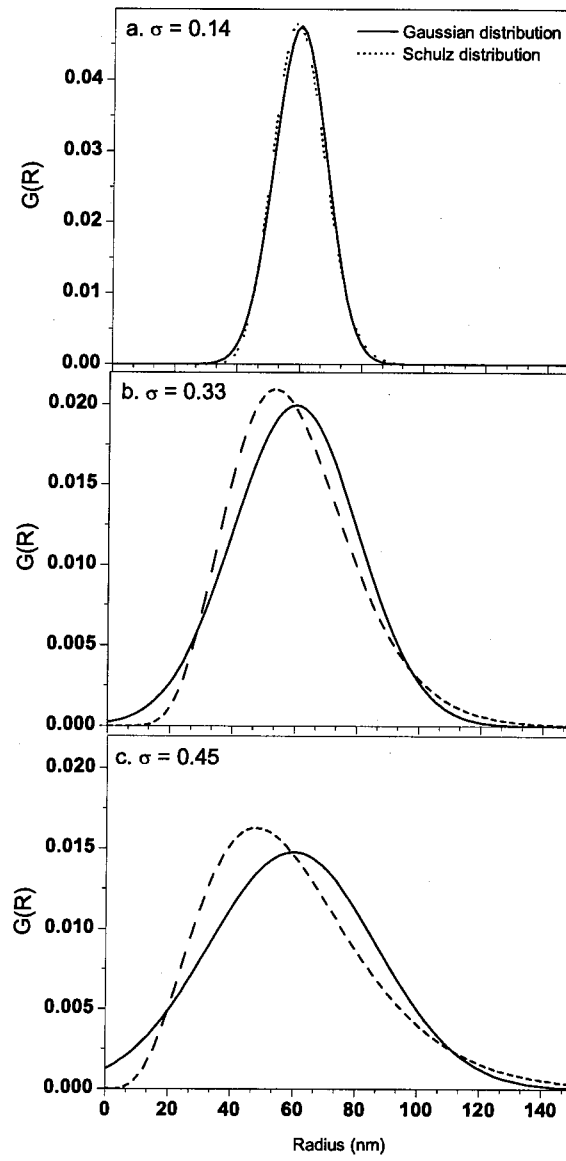 a. σ = 0.14
Gaussian distribution
Schulz distribution
0.04
0.03
0.02
0.01
0.00
G(R)
b. σ = 0.33
0.020
0.015
0.010
0.005
0.000
G(R)
c. σ = 0.45
0.020
0.015
0.010
0.005
0.000
G(R)
0 20 40 60 80 100 120 140
Radius (nm)